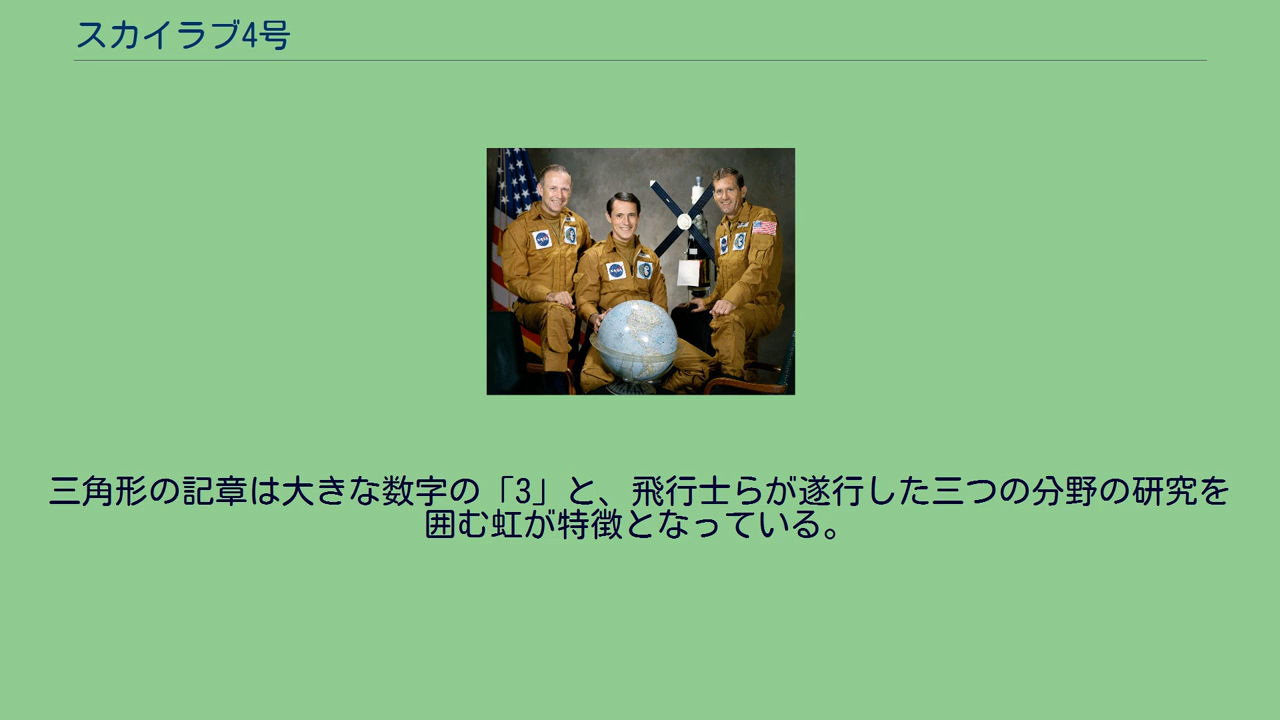 スカイラブ4号
三角形の記章は大きな数字の「3」と、飛行士らが遂行した三つの分野の研究を
囲む虹が特徴となっている。